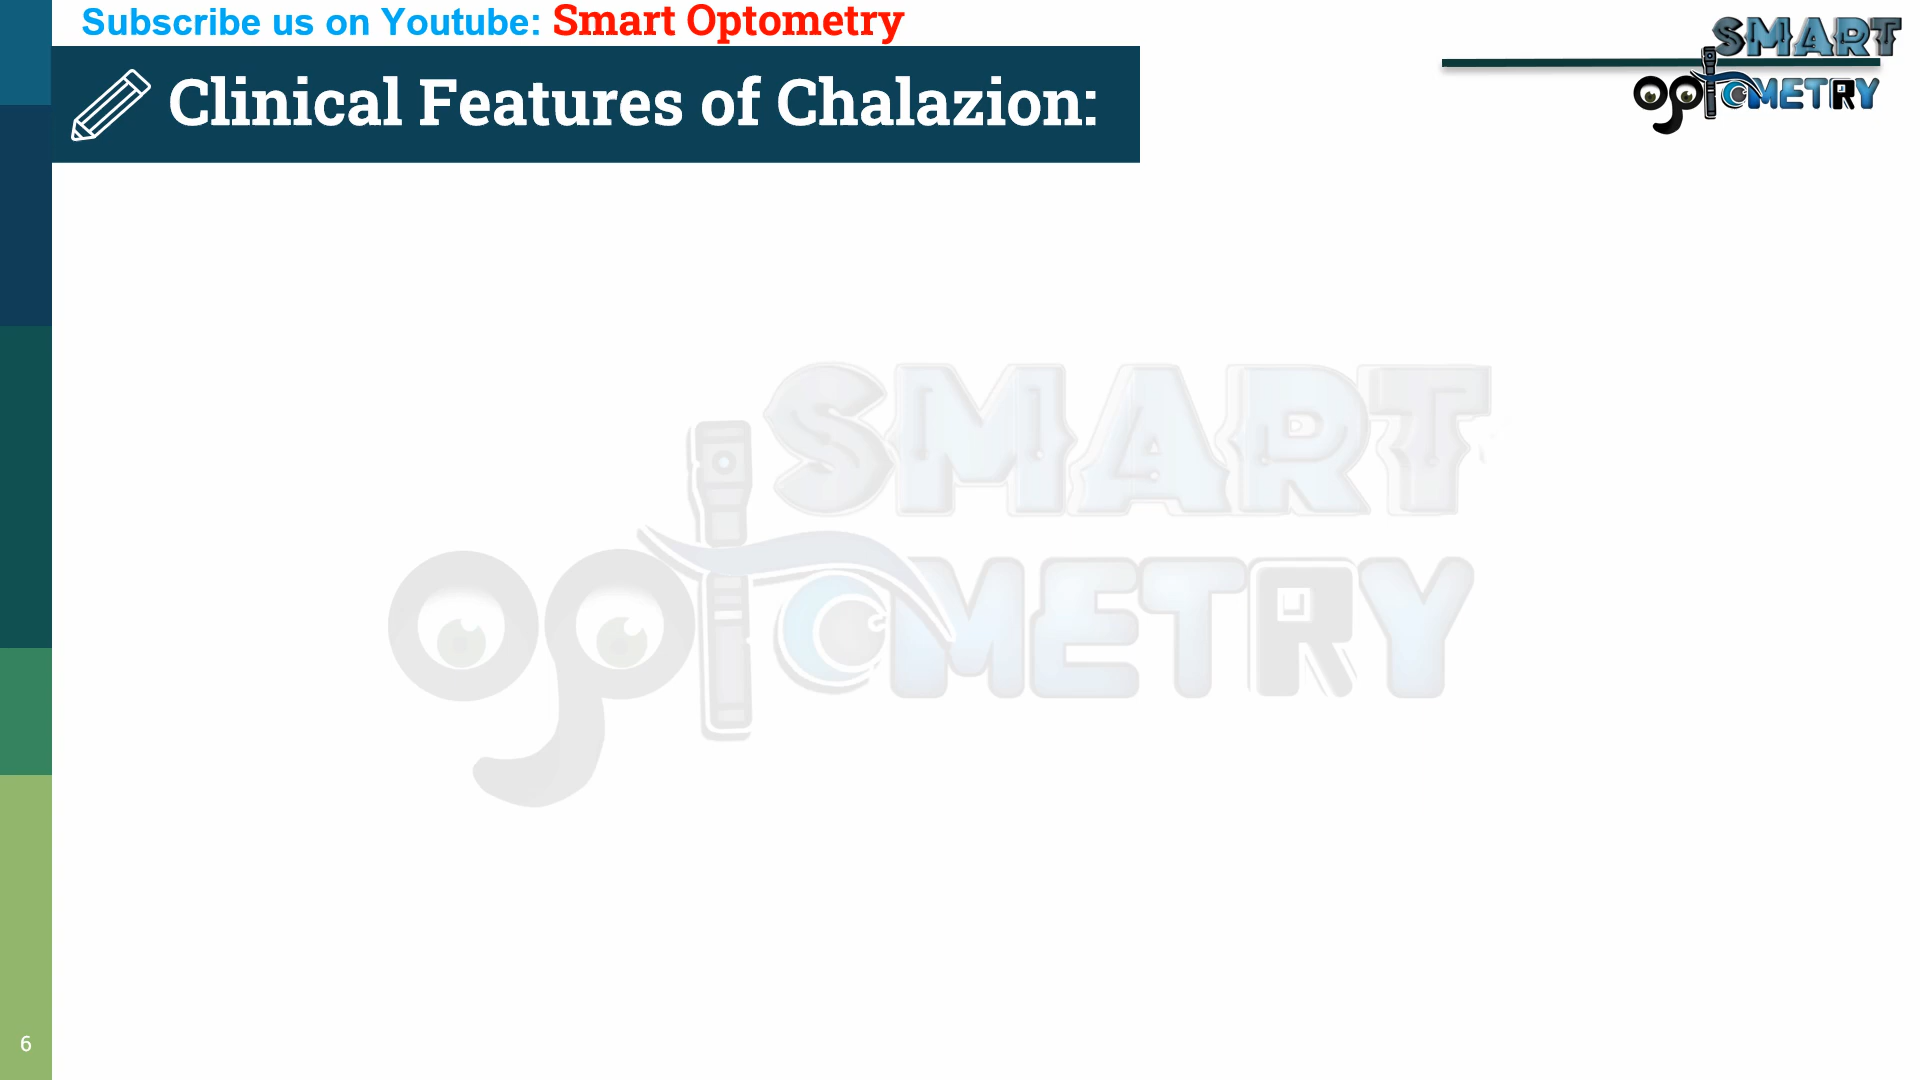 Subscribe us on Youtube: Smart Optometry
SMART
optOMETRY
Clinical Features of Chalazion:
SMART
optOMETRY
6